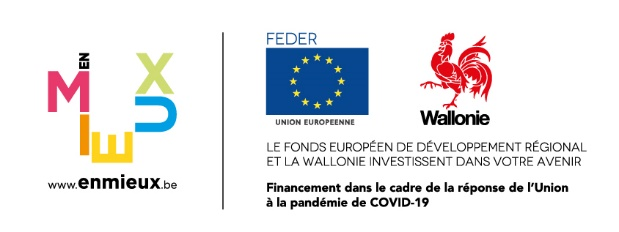 EN
MIEUX
www.enmieux.be
FEDER
UNION EUROPEENNE
Wallonie
LE FONDS EUROPÉEN DE DÉVELOPPEMENT RÉGIONAL
ET LA WALLONIE INVESTISSENT DANS VOTRE AVENIR
Financement dans le cadre de la réponse de l’Union
à la pandémie de COVID-19